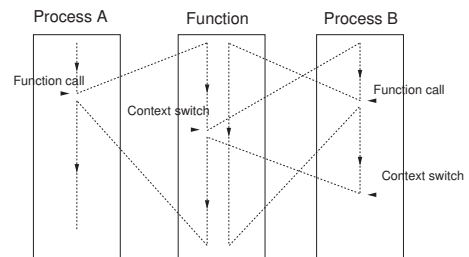 Process A
Function
Process B
Function call
Function call
Context switch
Context switch